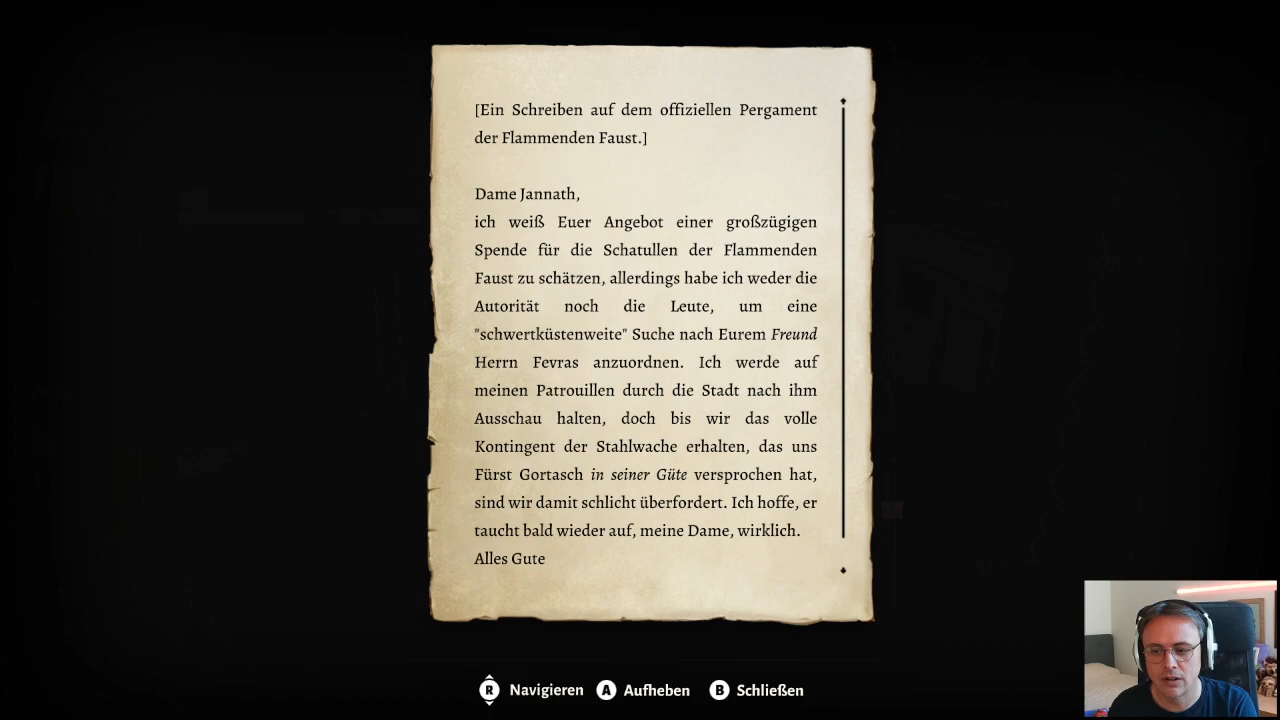 [Ein Schreiben auf dem offiziellen Pergament
der Flammenden Faust.]
Dame Jannath,
ich weiß Euer Angebot einer großzügigen
Spende für die Schatullen der Flammenden
Faust zu schätzen, allerdings habe ich weder die
Autorität noch die Leute, um eine
"schwertküstenweite" Suche nach Eurem Freund
Herrn Fevras anzuordnen. Ich werde auf
meinen Patrouillen durch die Stadt nach ihm
Ausschau halten, doch bis wir das volle
Kontingent der Stahlwache erhalten, das uns
Fürst Gortasch in seiner Güte versprochen hat,
sind wir damit schlicht überfordert. Ich hoffe, er
taucht bald wieder auf, meine Dame, wirklich.
Alles Gute
R Navigieren A Aufheben B Schließen